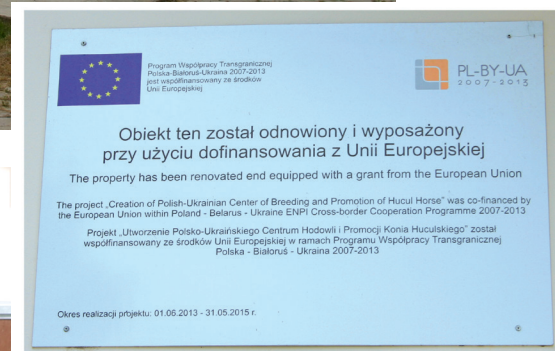 Program Współpracy Transgranicznej
Polska-Białoruś-Ukraina 2007-2013
jest współfinansowany ze środków
Unii Europejskiej
PL-BY-UA
2007-2013
Obiekt ten został odnowiony i wyposażony
przy użyciu dofinansowania z Unii Europejskiej
The property has been renovated end equipped with a grant from the European Union
The project „Creation of Polish-Ukrainian Center of Breeding and Promotion of Hucul Horse” was co-financed by
the European Union within Poland - Belarus - Ukraine ENPI Cross-border Cooperation Programme 2007-2013
Projekt „Utworzenie Polsko-Ukraińskiego Centrum Hodowli i Promocji Konia Huculskiego” został
współfinansowany ze środków Unii Europejskiej w ramach Programu Współpracy Transgranicznej
Polska - Białoruś - Ukraina 2007-2013
Okres realizacji projektu: 01.06.2013 - 31.05.2015 r.